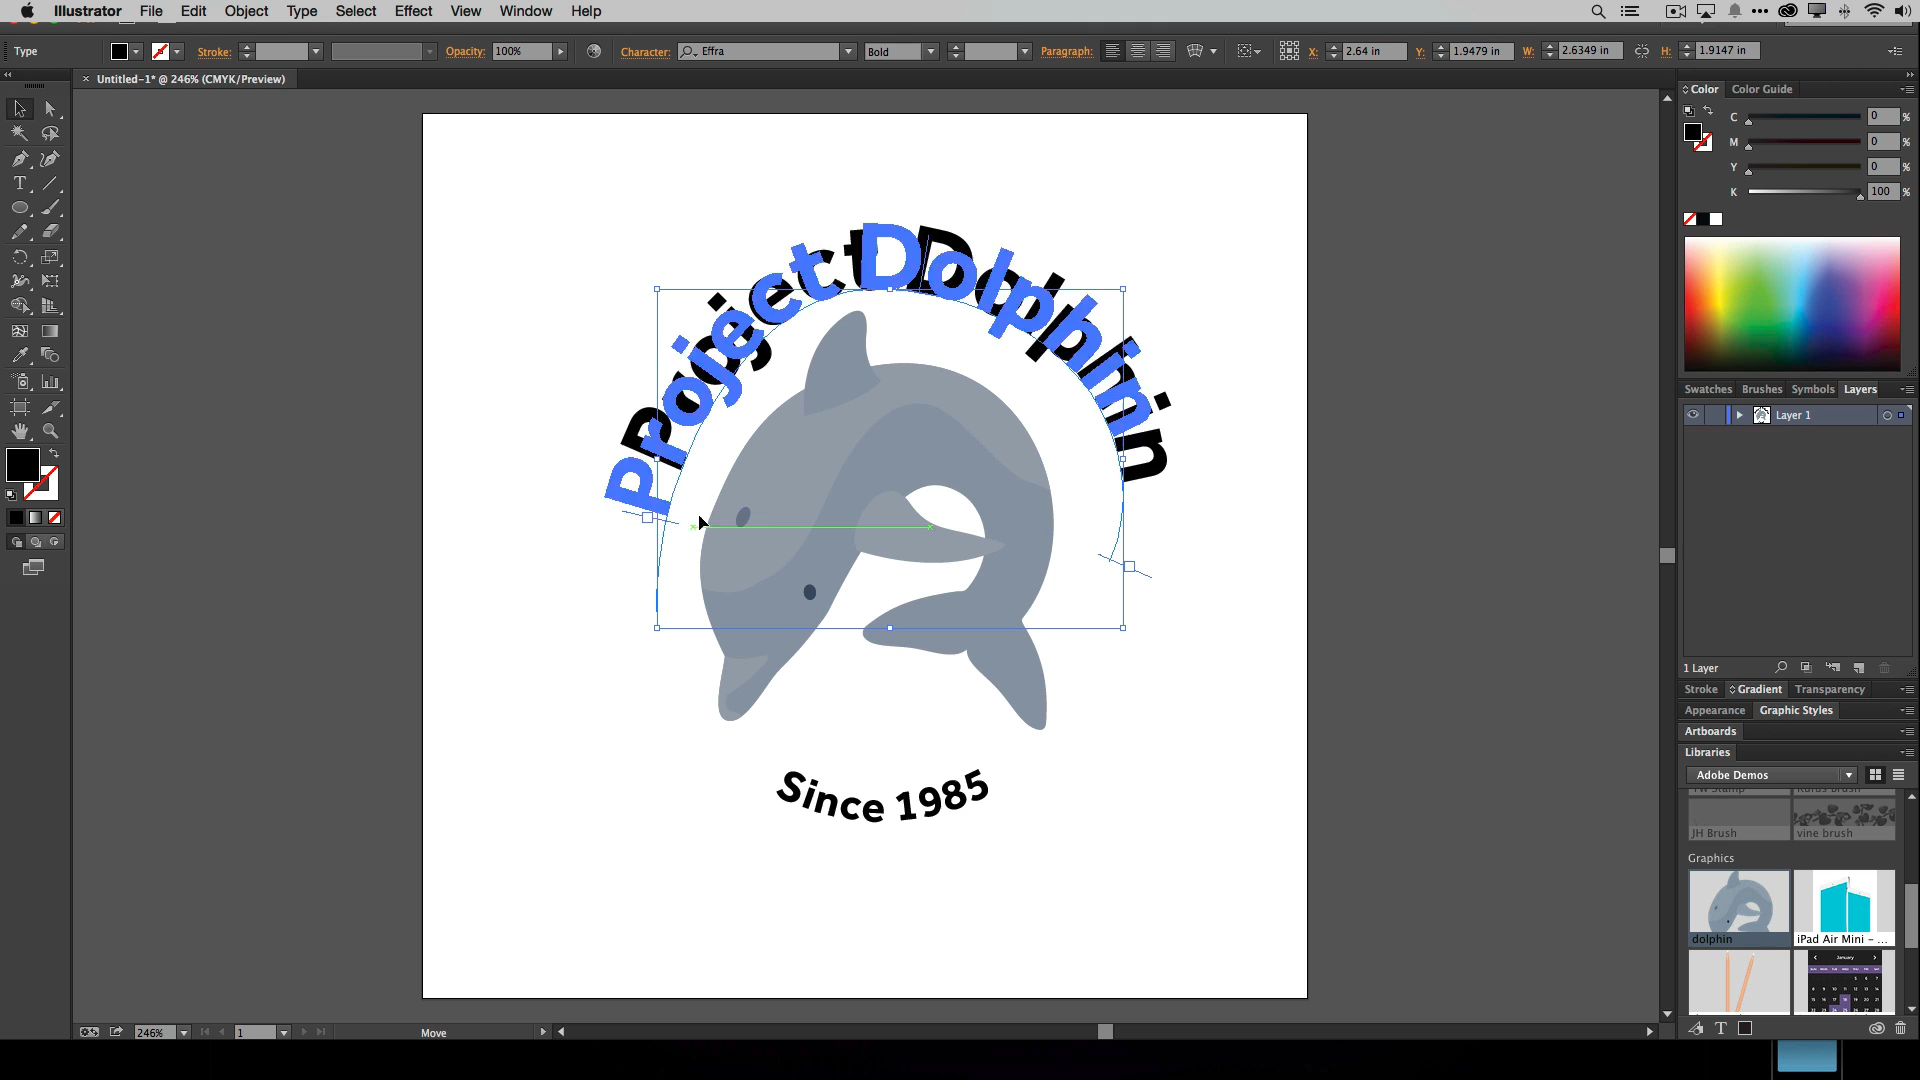 Illustrator File Edit Object Type Select Effect View Window Help
Type Stroke: Opacity: 100% Character: Effra Bold Paragraph: X: 2.64 in Y: 1.9479 in W: 2.6349 in H: 1.9147 in
Untitled-1* @ 246% (CMYK/Preview)
Color Color Guide
C 0 %
M 0 %
Y 0 %
K 100 %
Project Dolphin
Project Dolphin
Since 1985
Swatches Brushes Symbols Layers
Layer 1
1 Layer
Stroke Gradient Transparency
Appearance Graphic Styles
Artboards
Libraries
Adobe Demos
JH Brush vine brush
Graphics
dolphin iPad Air Mini - ...
January
246% 1 Move